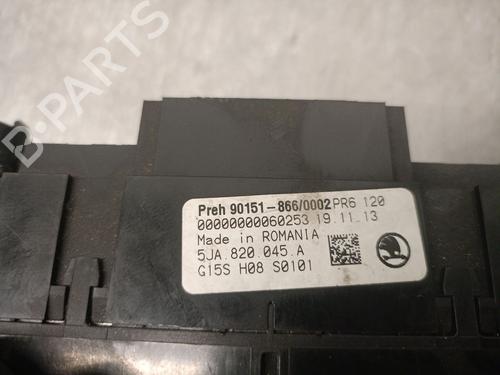 Preh 90151-866/0002 PR6 120
00000000060253 19.11.13
Made in ROMANIA
5JA.820.045.A
G15S H08 S0101